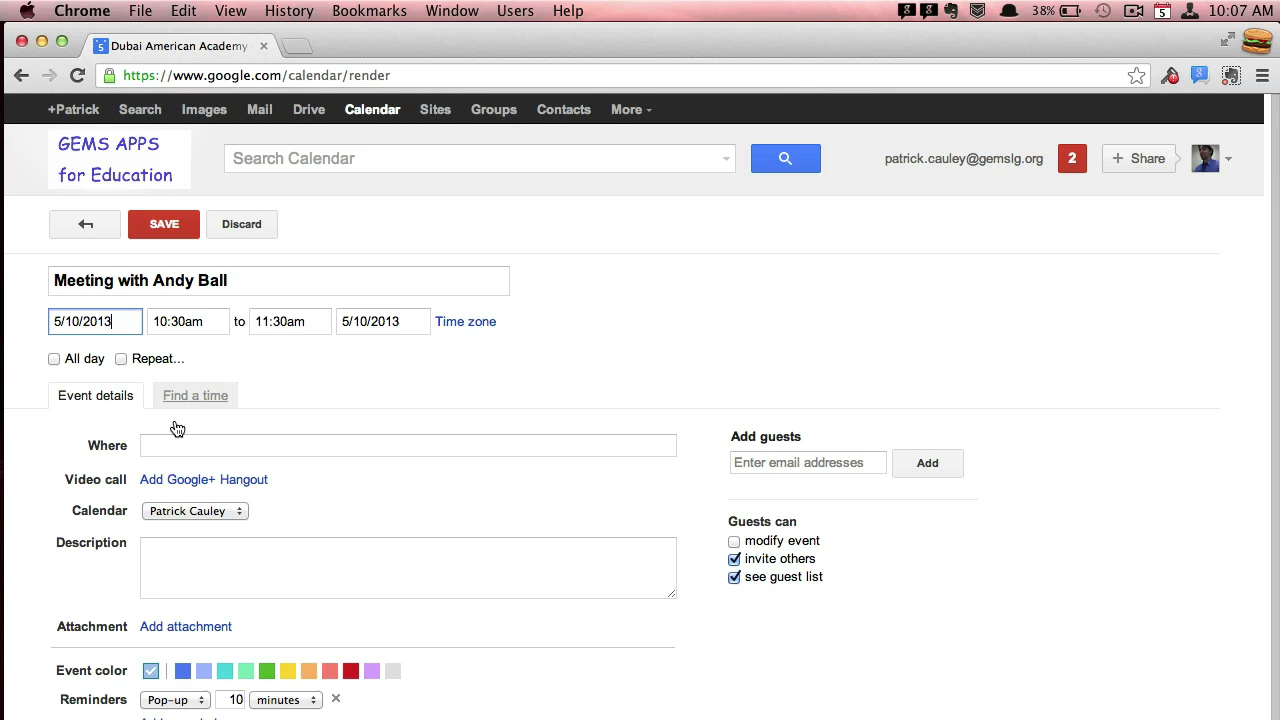 Chrome File Edit View History Bookmarks Window Users Help 38% 5 10:07 AM
5 Dubai American Academy
https://www.google.com/calendar/render
+Patrick Search Images Mail Drive Calendar Sites Groups Contacts More
GEMS APPS
for Education
Search Calendar
patrick.cauley@gemslg.org 2 + Share
SAVE Discard
Meeting with Andy Ball
5/10/2013 10:30am to 11:30am 5/10/2013 Time zone
All day Repeat...
Event details Find a time
Where
Video call Add Google+ Hangout
Calendar Patrick Cauley
Description
Attachment Add attachment
Event color
Reminders Pop-up 10 minutes ×
Add guests
Enter email addresses Add
Guests can
modify event
invite others
see guest list